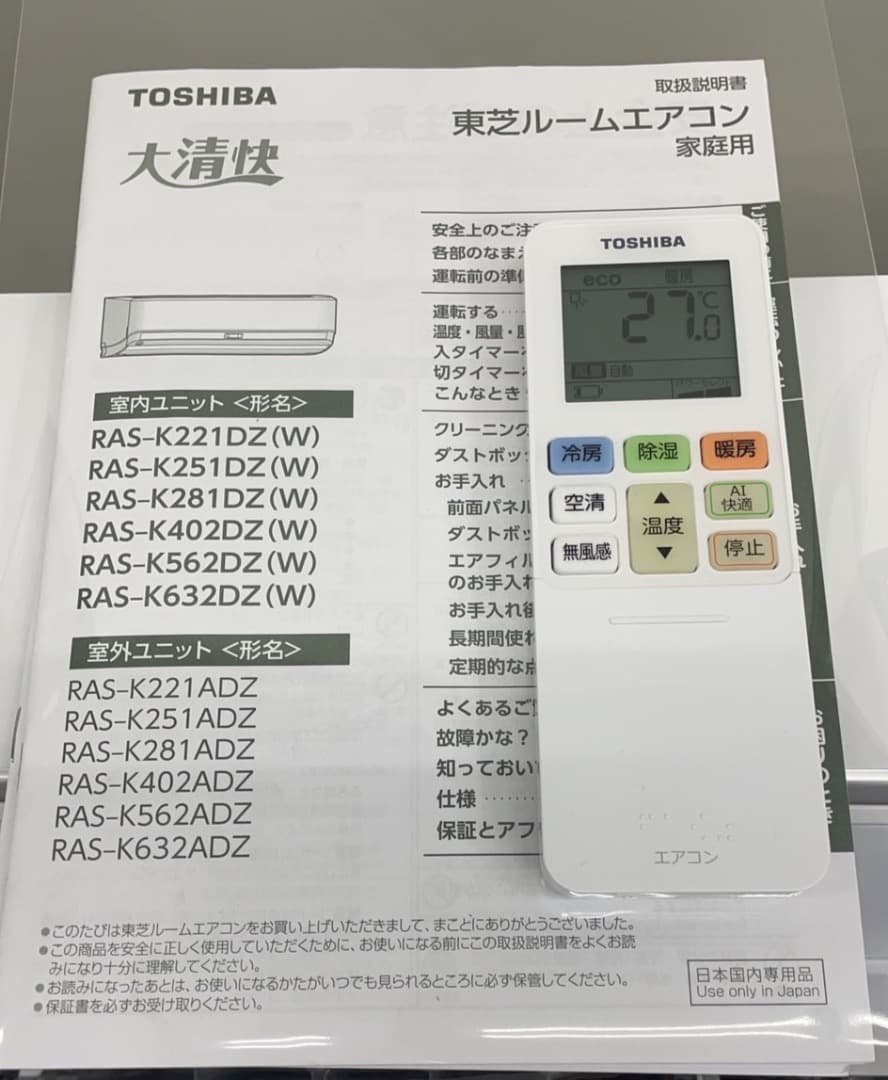 TOSHIBA
大清快
取扱説明書
東芝ルームエアコン
家庭用
室内ユニット <形名>
RAS-K221DZ(W)
RAS-K251DZ(W)
RAS-K281DZ(W)
RAS-K402DZ(W)
RAS-K562DZ(W)
RAS-K632DZ(W)
室外ユニット <形名>
RAS-K221ADZ
RAS-K251ADZ
RAS-K281ADZ
RAS-K402ADZ
RAS-K562ADZ
RAS-K632ADZ
安全上のご注
各部のなまえ
運転前の準備
運転する
温度・風量・風
入タイマー
切タイマー
こんなとき
クリーニング
ダストボッ
お手入れ
前面パネル
ダストボッ
エアフィル
のお手入れ
お手入れ後
長期間使わ
定期的な点
よくあるご
故障かな？
知っておい
仕様
保証とアフ
TOSHIBA
eco 暖房
27.0℃
自動
パワーセレクト
冷房
除湿
暖房
空清
温度
AI
快適
無風感
停止
エアコン
●このたびは東芝ルームエアコンをお買い上げいただきまして、まことにありがとうございました。
●この商品を安全に正しく使用していただくために、お使いになる前にこの取扱説明書をよくお読
みになり十分に理解してください。
●お読みになったあとは、お使いになるかたがいつでも見られるところに必ず保管してください。
●保証書を必ずお受け取りください。
日本国内専用品
Use only in Japan